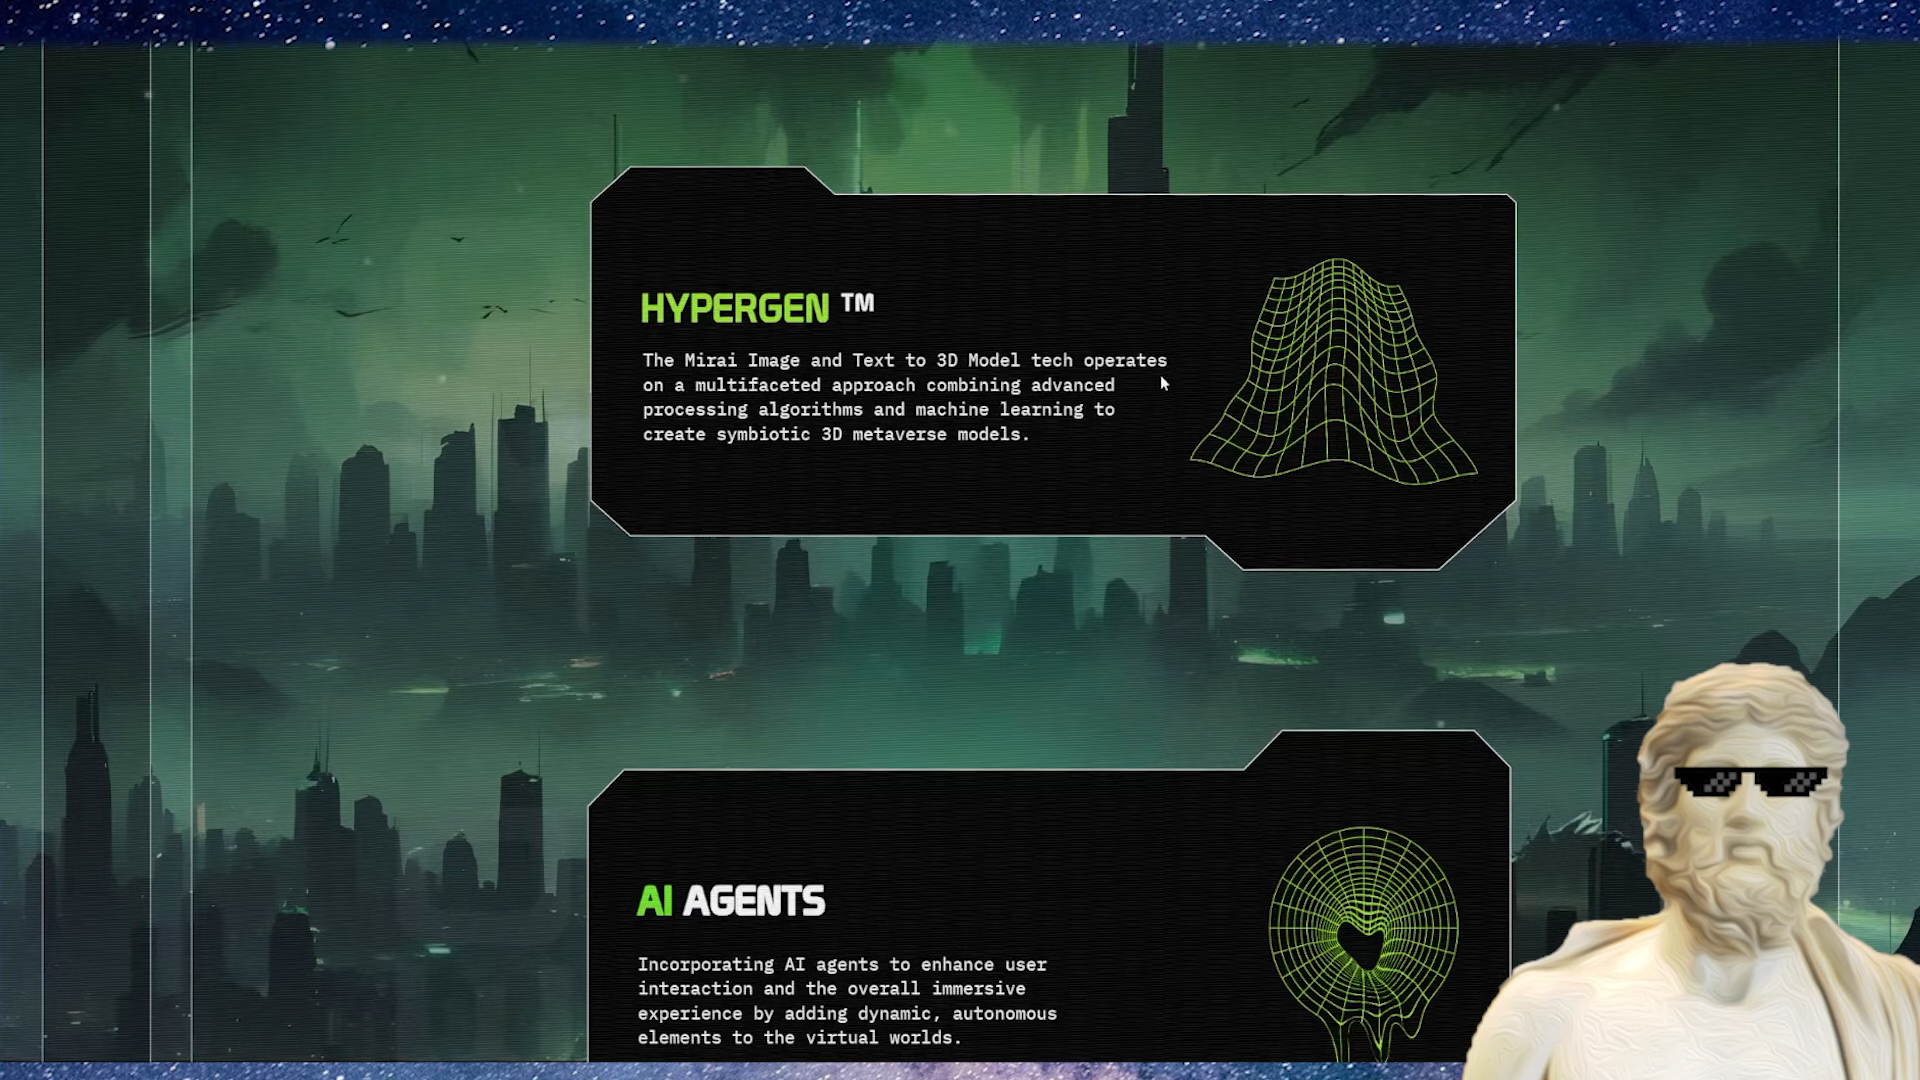 HYPERGEN ™
The Mirai Image and Text to 3D Model tech operates
on a multifaceted approach combining advanced
processing algorithms and machine learning to
create symbiotic 3D metaverse models.
AI AGENTS
Incorporating AI agents to enhance user
interaction and the overall immersive
experience by adding dynamic, autonomous
elements to the virtual worlds.